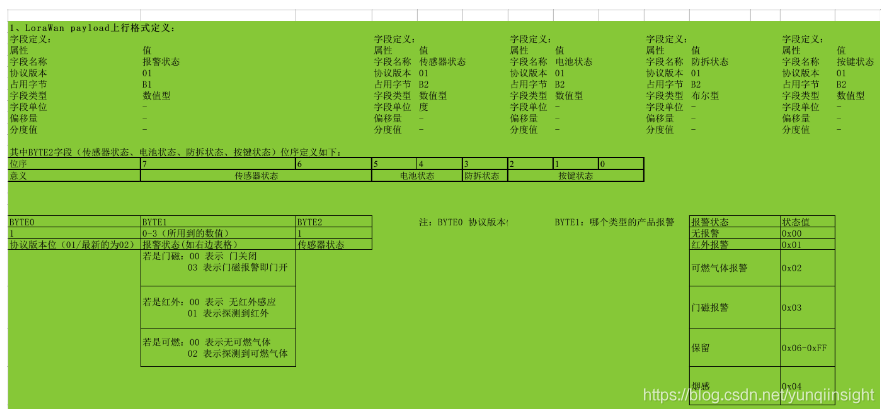 1、LoraWan payload上行格式定义:
字段定义: 字段定义: 字段定义: 字段定义: 字段定义:
属性 值 属性 值 属性 值 属性 值 属性 值
字段名称 报警状态 字段名称 传感器状态 字段名称 电池状态 字段名称 防拆状态 字段名称 按键状态
协议版本 01 协议版本 01 协议版本 01 协议版本 01 协议版本 01
占用字节 B1 占用字节 B2 占用字节 B2 占用字节 B2 占用字节 B2
字段类型 数值型 字段类型 数值型 字段类型 数值型 字段类型 布尔型 字段类型 数值型
字段单位 - 字段单位 度 字段单位 - 字段单位 - 字段单位 -
偏移量 - 偏移量 - 偏移量 - 偏移量 - 偏移量 -
分度值 - 分度值 - 分度值 - 分度值 - 分度值 -
其中BYTE2字段(传感器状态、电池状态、防拆状态、按键状态)位序定义如下:
位序 7 6 5 4 3 2 1 0
意义 传感器状态 电池状态 防拆状态 按键状态
BYTE0 BYTE1 BYTE2 注:BYTE0 协议版本 BYTE1:哪个类型的产品报警 报警状态 状态值
1 0-3(所用到的数值) 1 无报警 0x00
协议版本位(01/最新的为02) 报警状态(如右边表格) 传感器状态 红外报警 0x01
若是门磁:00 表示 门关闭
03 表示门磁报警即门开
可燃气体报警 0x02
若是红外:00 表示 无红外感应
01 表示探测到红外
门磁报警 0x03
若是可燃:00 表示无可燃气体
02 表示探测到可燃气体
保留 0x06-0xFF
烟感 0x04
https://blog.csdn.net/yunqiinsight